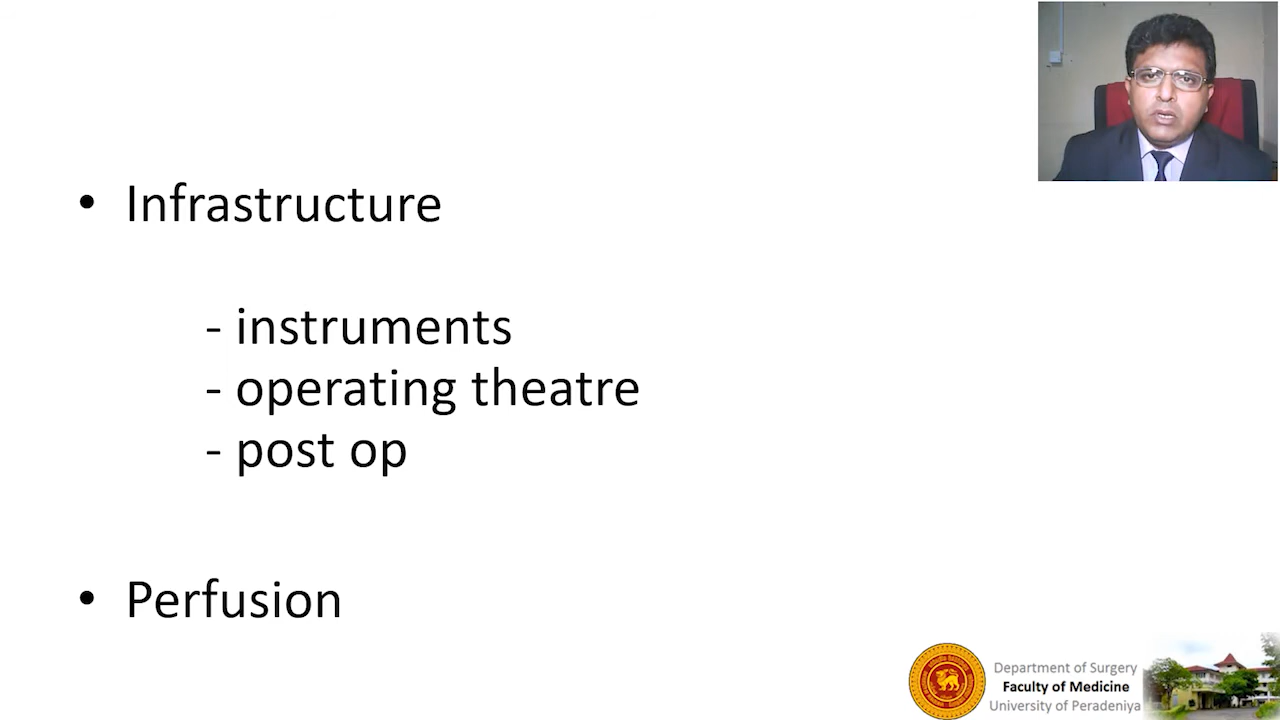 • Infrastructure
- instruments
- operating theatre
- post op
• Perfusion
Department of Surgery
Faculty of Medicine
University of Peradeniya